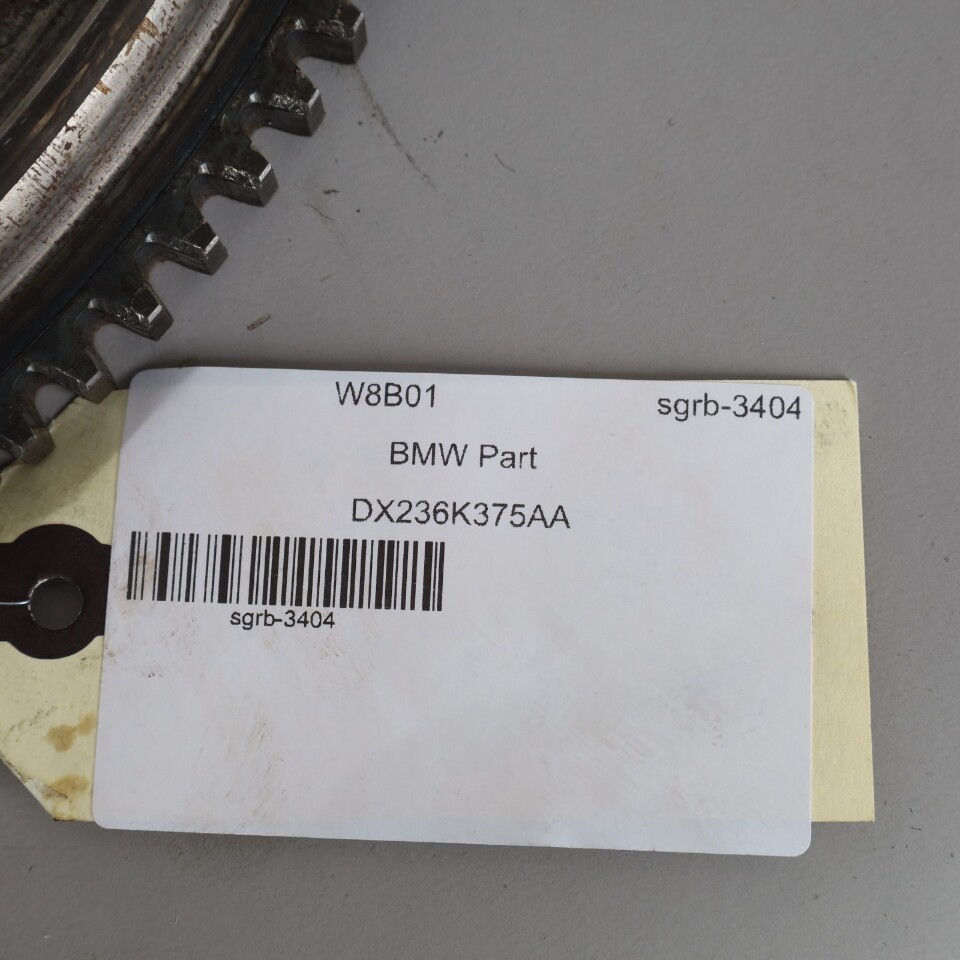 W8B01 sgrb-3404
BMW Part
DX236K375AA
sgrb-3404